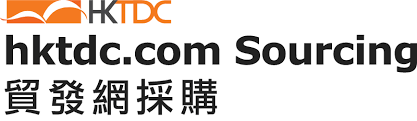 HKTDC
hktdc.com Sourcing
貿發網採購